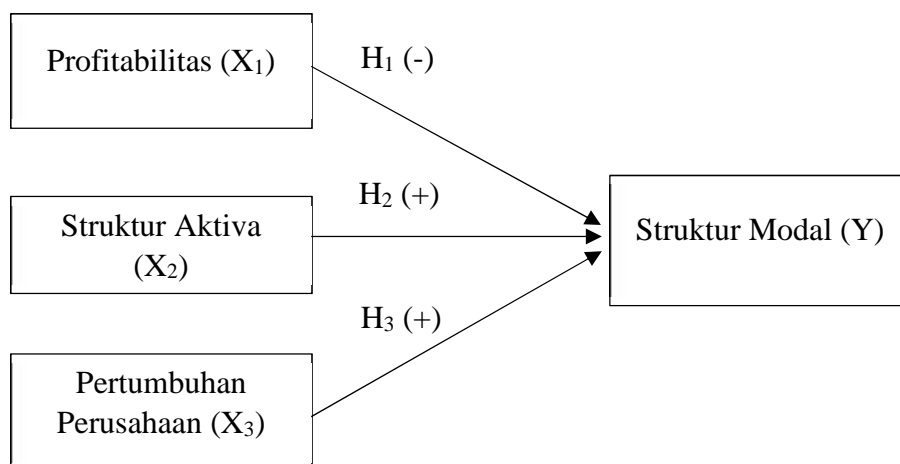 Profitabilitas (X₁)
H₁ (-)
Struktur Aktiva
(X₂)
H₂ (+)
Struktur Modal (Y)
H₃ (+)
Pertumbuhan
Perusahaan (X₃)